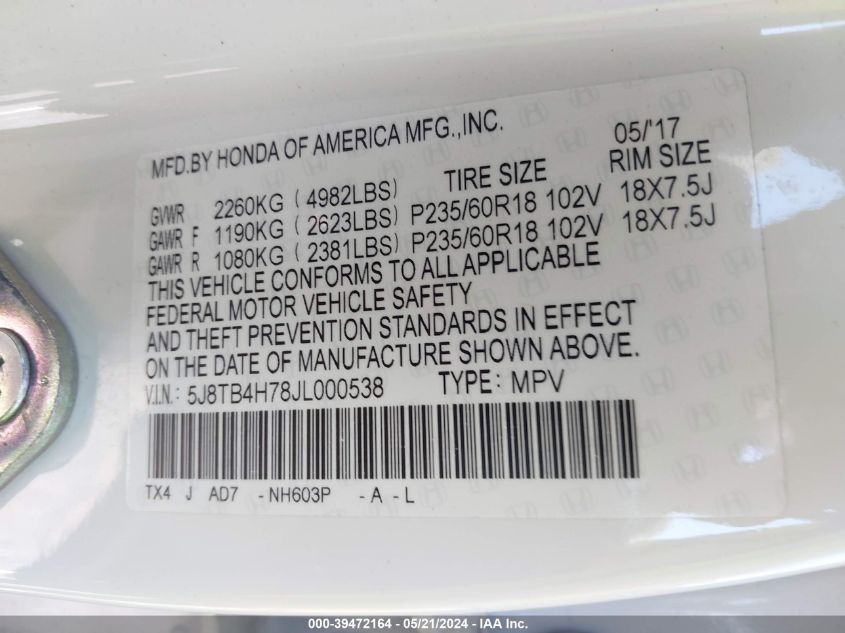 MFD.BY HONDA OF AMERICA MFG.,INC. 05/'17
TIRE SIZE RIM SIZE
GVWR 2260KG (4982LBS)
GAWR F 1190KG (2623LBS) P235/60R18 102V 18X7.5J
GAWR R 1080KG (2381LBS) P235/60R18 102V 18X7.5J
THIS VEHICLE CONFORMS TO ALL APPLICABLE
FEDERAL MOTOR VEHICLE SAFETY
AND THEFT PREVENTION STANDARDS IN EFFECT
ON THE DATE OF MANUFACTURE SHOWN ABOVE.
V.I.N.: 5J8TB4H78JL000538 TYPE: MPV
TX4 J AD7 -NH603P -A -L
000-39472164 - 05/21/2024 - IAA Inc.